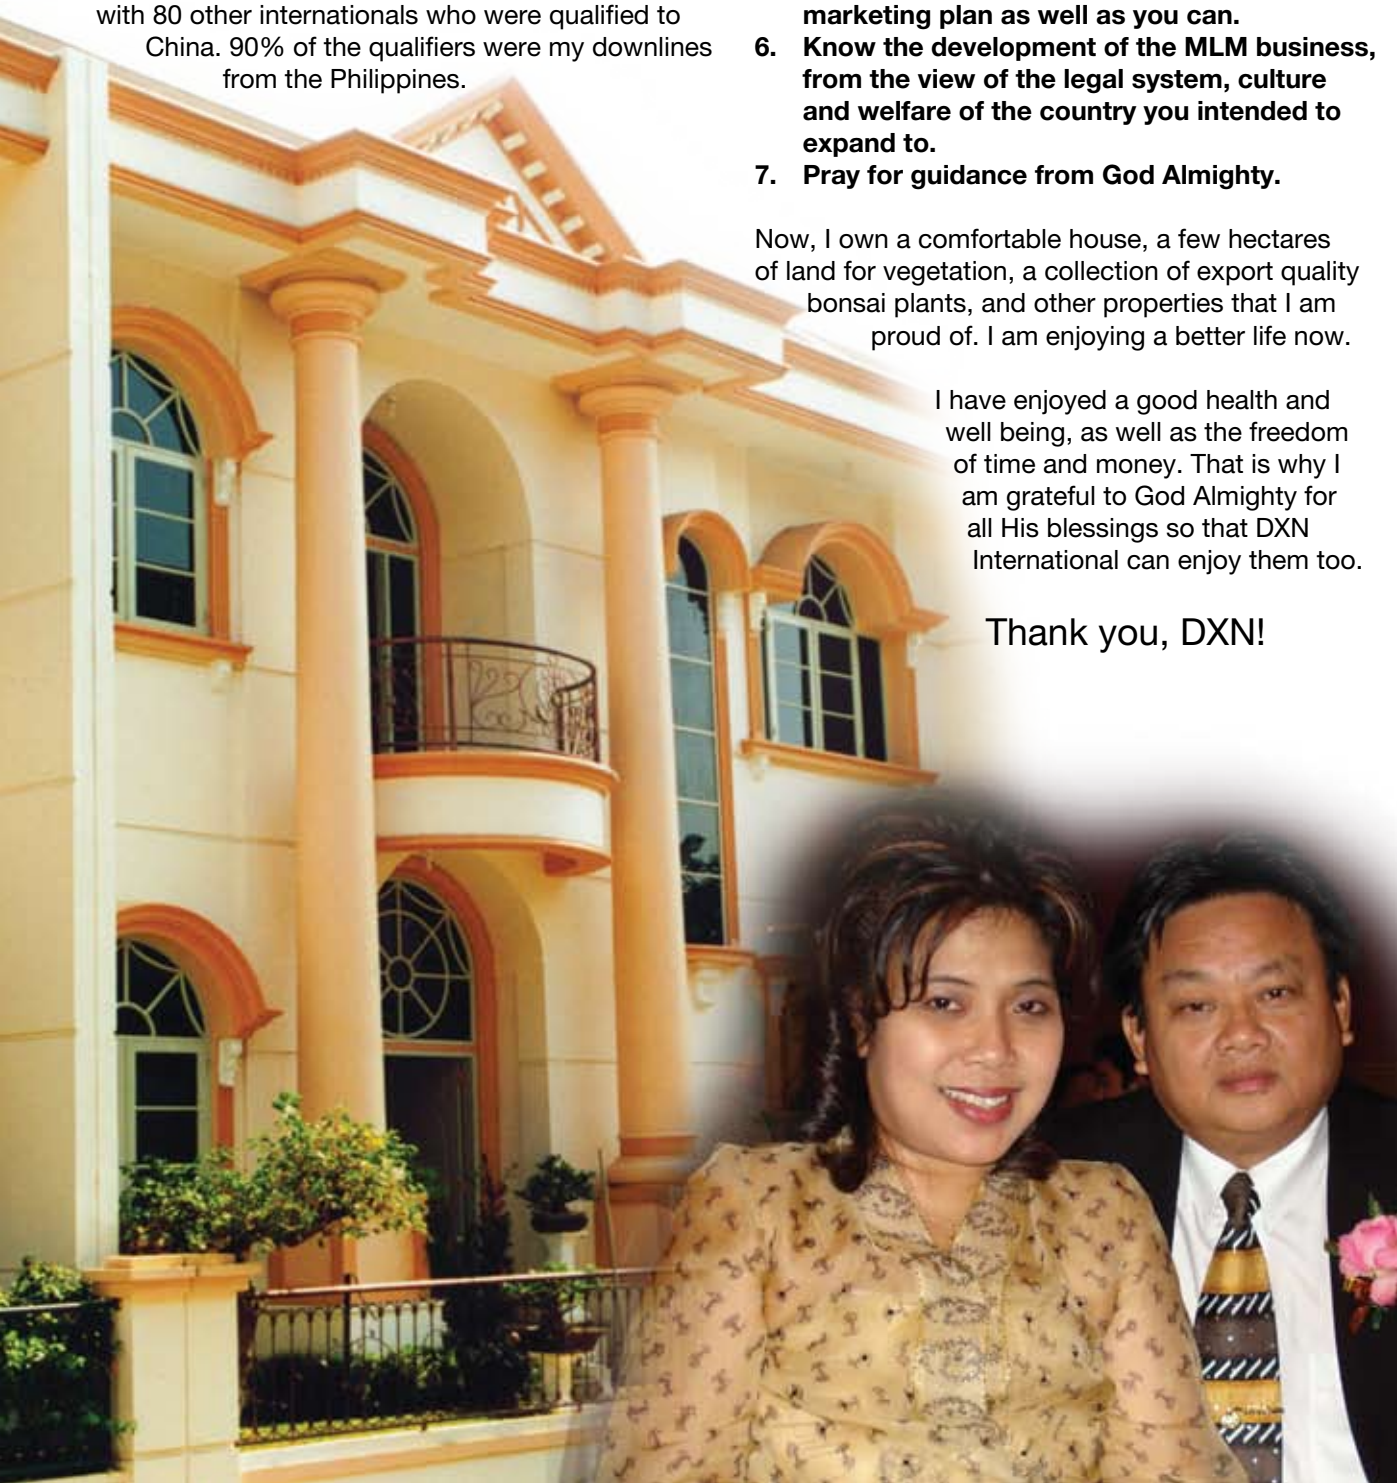 with 80 other internationals who were qualified to
China. 90% of the qualifiers were my downlines
from the Philippines.
marketing plan as well as you can.
6. Know the development of the MLM business,
from the view of the legal system, culture
and welfare of the country you intended to
expand to.
7. Pray for guidance from God Almighty.
Now, I own a comfortable house, a few hectares
of land for vegetation, a collection of export quality
bonsai plants, and other properties that I am
proud of. I am enjoying a better life now.
I have enjoyed a good health and
well being, as well as the freedom
of time and money. That is why I
am grateful to God Almighty for
all His blessings so that DXN
International can enjoy them too.
Thank you, DXN!